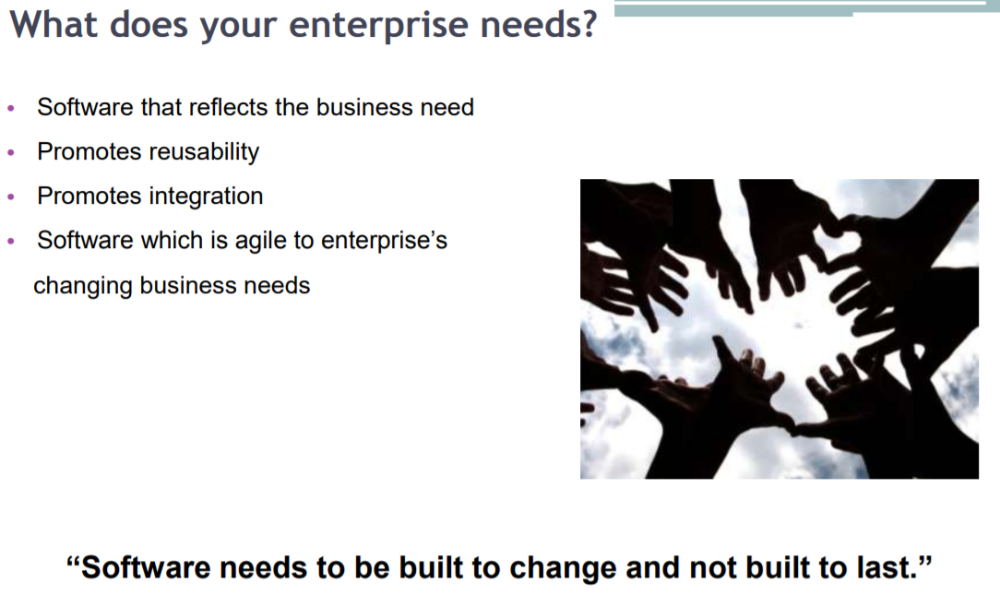 What does your enterprise needs?
• Software that reflects the business need
• Promotes reusability
• Promotes integration
• Software which is agile to enterprise’s
changing business needs
“Software needs to be built to change and not built to last.”